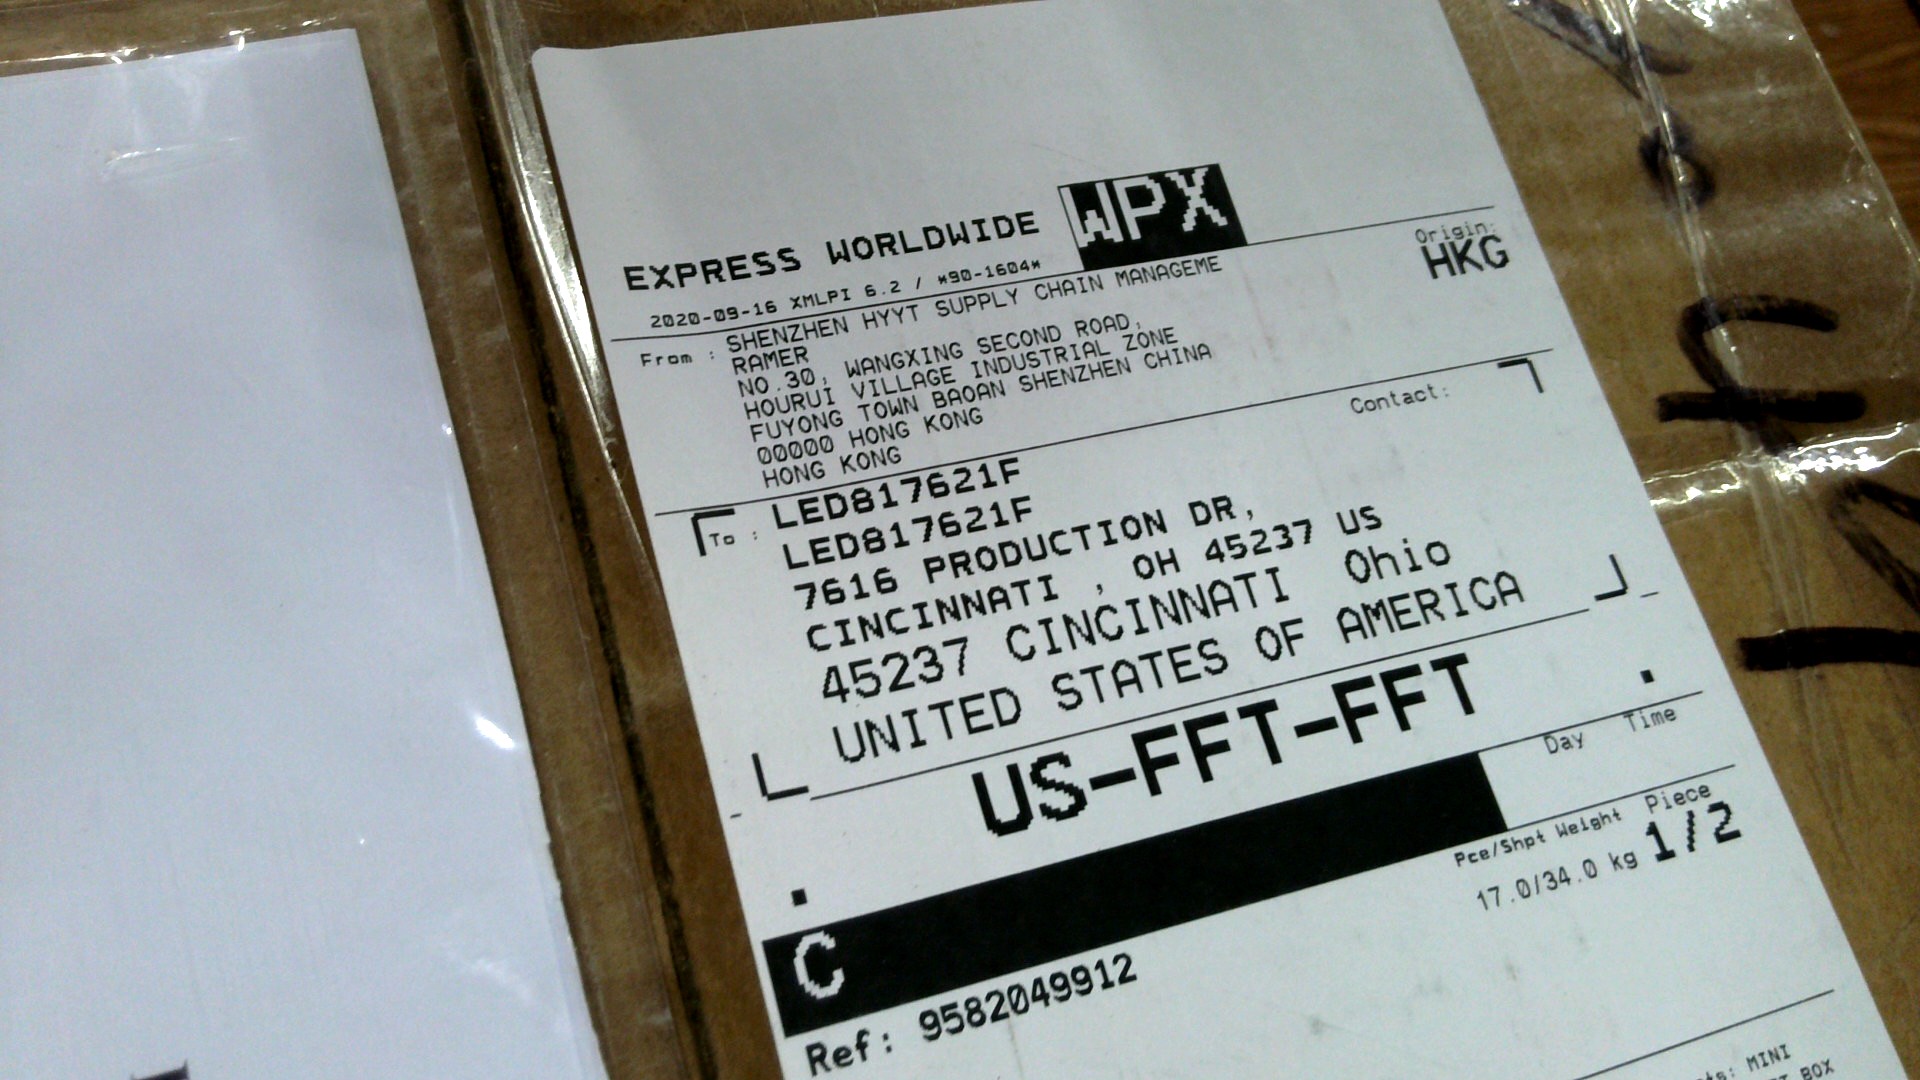 EXPRESS WORLDWIDE WPX
2020-09-16 XMLPI 6.2 / *90-1604*
Origin:
HKG
From : SHENZHEN HYYT SUPPLY CHAIN MANAGEME
RAMER
NO.30, WANGXING SECOND ROAD,
HOURUI VILLAGE INDUSTRIAL ZONE
FUYONG TOWN BAOAN SHENZHEN CHINA
00000 HONG KONG
HONG KONG
Contact:
To : LED817621F
LED817621F
7616 PRODUCTION DR,
CINCINNATI , OH 45237 US
45237 CINCINNATI Ohio
UNITED STATES OF AMERICA
US-FFT-FFT
Day Time
C
Pce/Shpt Weight Piece
17.0/34.0 kg 1/2
Ref: 9582049912
MINI
BOX